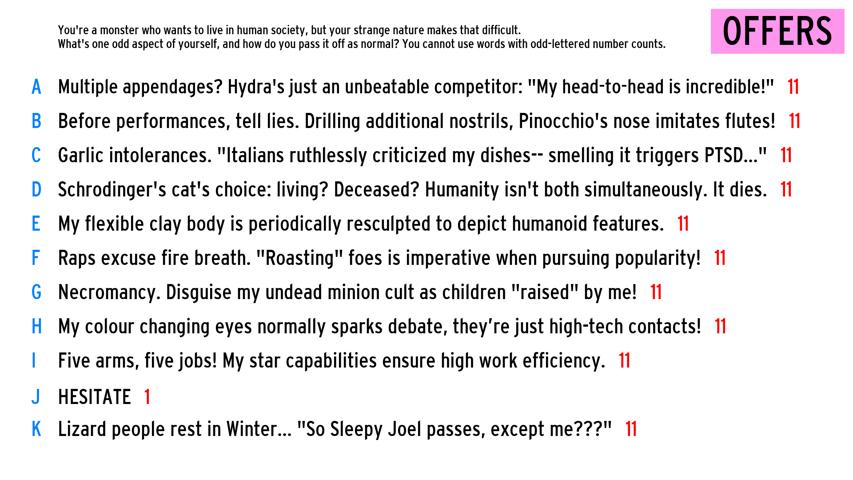 You're a monster who wants to live in human society, but your strange nature makes that difficult.
What's one odd aspect of yourself, and how do you pass it off as normal? You cannot use words with odd-lettered number counts.
OFFERS
A Multiple appendages? Hydra's just an unbeatable competitor: "My head-to-head is incredible!" 11
B Before performances, tell lies. Drilling additional nostrils, Pinocchio's nose imitates flutes! 11
C Garlic intolerances. "Italians ruthlessly criticized my dishes-- smelling it triggers PTSD..." 11
D Schrodinger's cat's choice: living? Deceased? Humanity isn't both simultaneously. It dies. 11
E My flexible clay body is periodically resculpted to depict humanoid features. 11
F Raps excuse fire breath. "Roasting" foes is imperative when pursuing popularity! 11
G Necromancy. Disguise my undead minion cult as children "raised" by me! 11
H My colour changing eyes normally sparks debate, they’re just high-tech contacts! 11
I Five arms, five jobs! My star capabilities ensure high work efficiency. 11
J HESITATE 1
K Lizard people rest in Winter... "So Sleepy Joel passes, except me???" 11